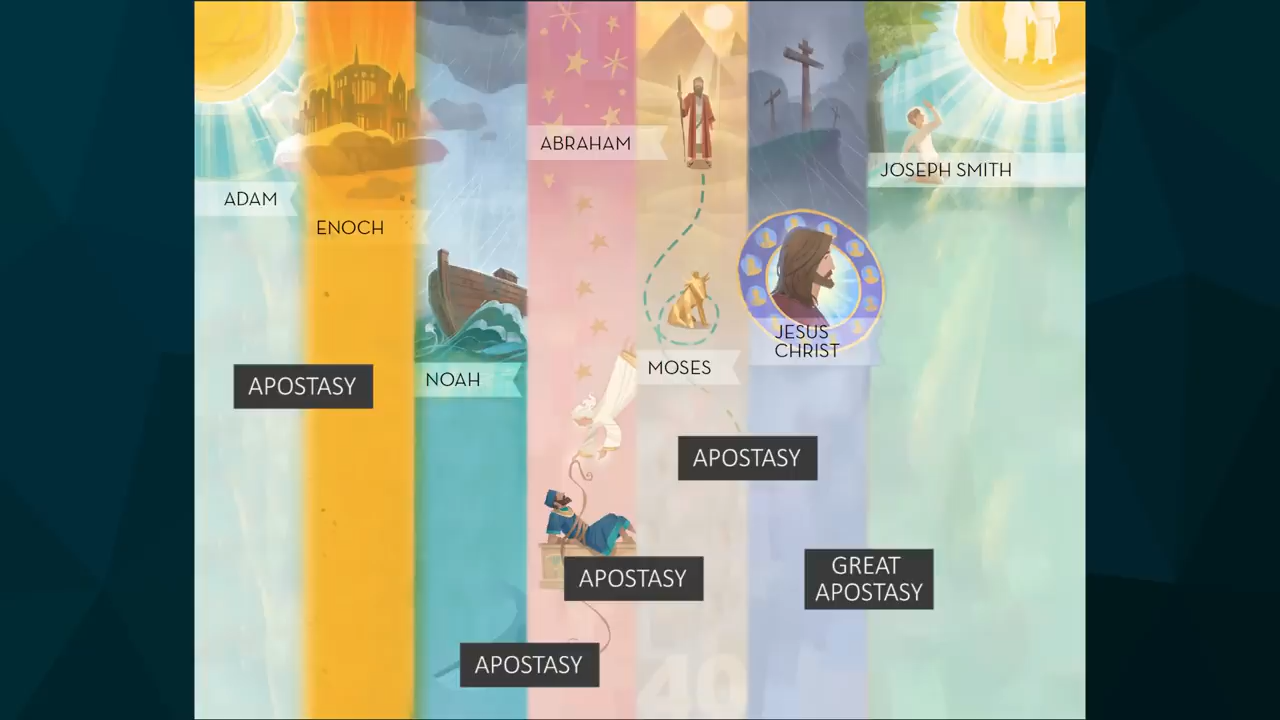 ADAM
ENOCH
NOAH
ABRAHAM
MOSES
JESUS
CHRIST
JOSEPH SMITH
APOSTASY
APOSTASY
APOSTASY
APOSTASY
GREAT
APOSTASY
40